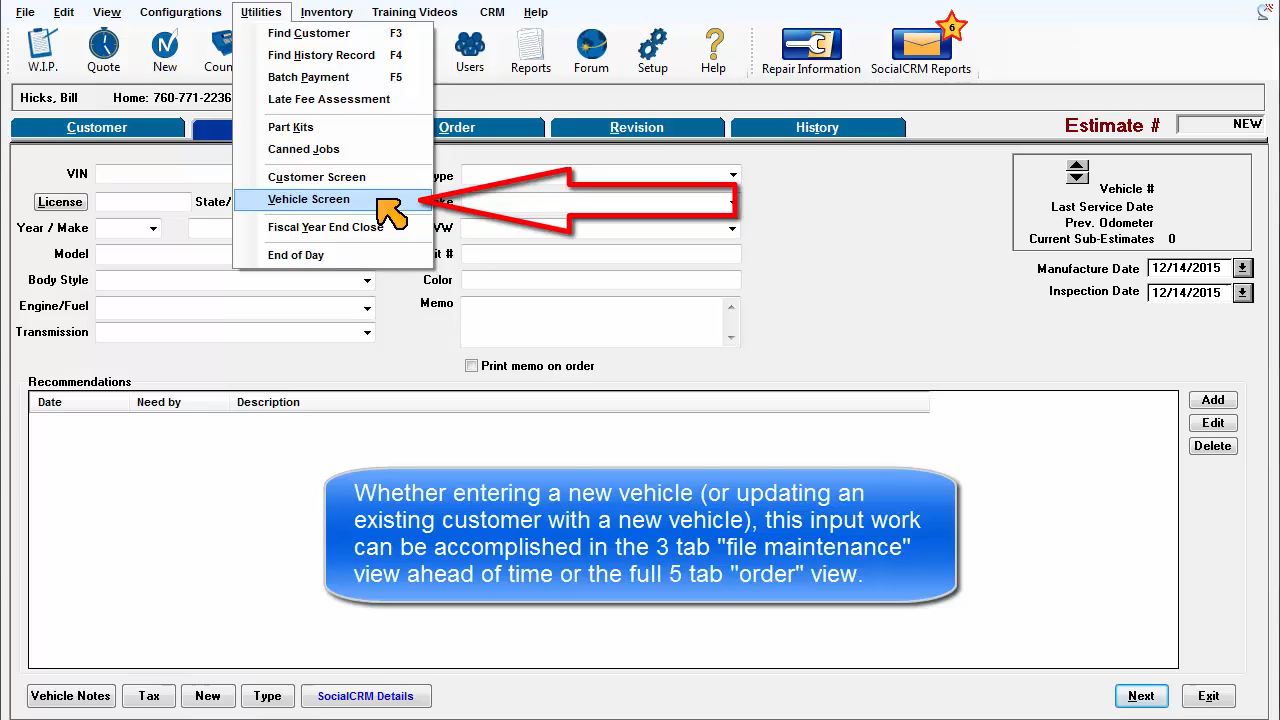 File Edit View Configurations Utilities Inventory Training Videos CRM Help
W.I.P. Quote New Coun Users Reports Forum Setup Help Repair Information SocialCRM Reports
6
Find Customer F3
Find History Record F4
Batch Payment F5
Late Fee Assessment
Part Kits
Canned Jobs
Customer Screen
Vehicle Screen
Fiscal Year End Close
End of Day
Hicks, Bill Home: 760-771-2236
Customer Order Revision History Estimate # NEW
VIN
License State/
Year / Make
Model
Body Style
Engine/Fuel
Transmission
Color
Memo
Print memo on order
Vehicle #
Last Service Date
Prev. Odometer
Current Sub-Estimates 0
Manufacture Date 12/14/2015
Inspection Date 12/14/2015
Recommendations
Date Need by Description
Add
Edit
Delete
Whether entering a new vehicle (or updating an
existing customer with a new vehicle), this input work
can be accomplished in the 3 tab "file maintenance"
view ahead of time or the full 5 tab "order" view.
Vehicle Notes Tax New Type SocialCRM Details Next Exit